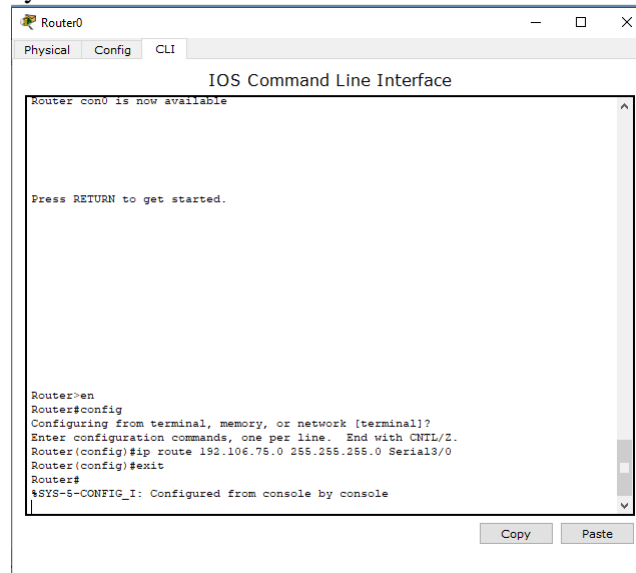 Router0
Physical Config CLI
IOS Command Line Interface
Router con0 is now available
Press RETURN to get started.
Router>en
Router#config
Configuring from terminal, memory, or network [terminal]?
Enter configuration commands, one per line.  End with CNTL/Z.
Router(config)#ip route 192.106.75.0 255.255.255.0 Serial3/0
Router(config)#exit
Router#
%SYS-5-CONFIG_I: Configured from console by console
Copy Paste